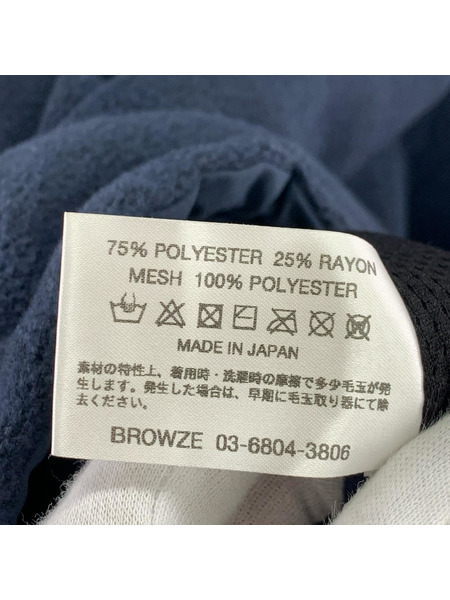 75% POLYESTER 25% RAYON
MESH 100% POLYESTER
MADE IN JAPAN
素材の特性上、着用時・洗濯時の摩擦で多少毛玉が発
生します。発生した場合は、早期に毛玉取り器にて除
去ください。
BROWZE 03-6804-3806